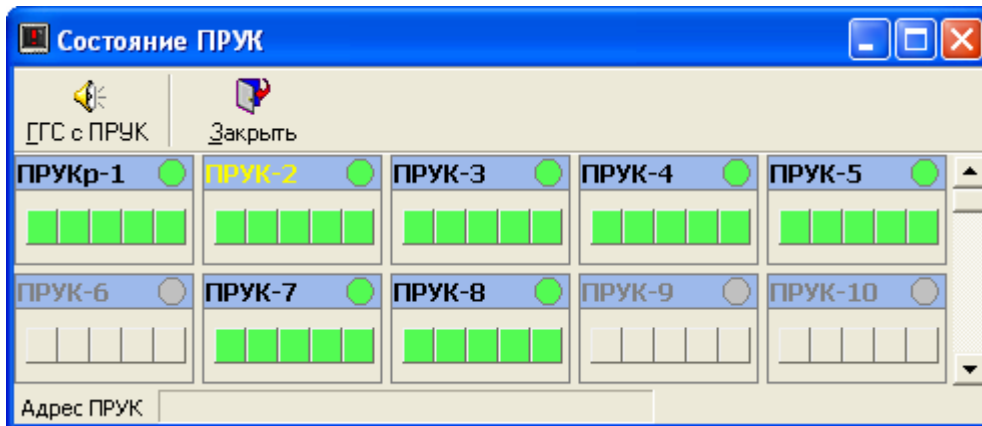 Состояние ПРУК
ГГС с ПРУК Закрыть
ПРУКр-1 ПРУК-2 ПРУК-3 ПРУК-4 ПРУК-5
ПРУК-6 ПРУК-7 ПРУК-8 ПРУК-9 ПРУК-10
Адрес ПРУК